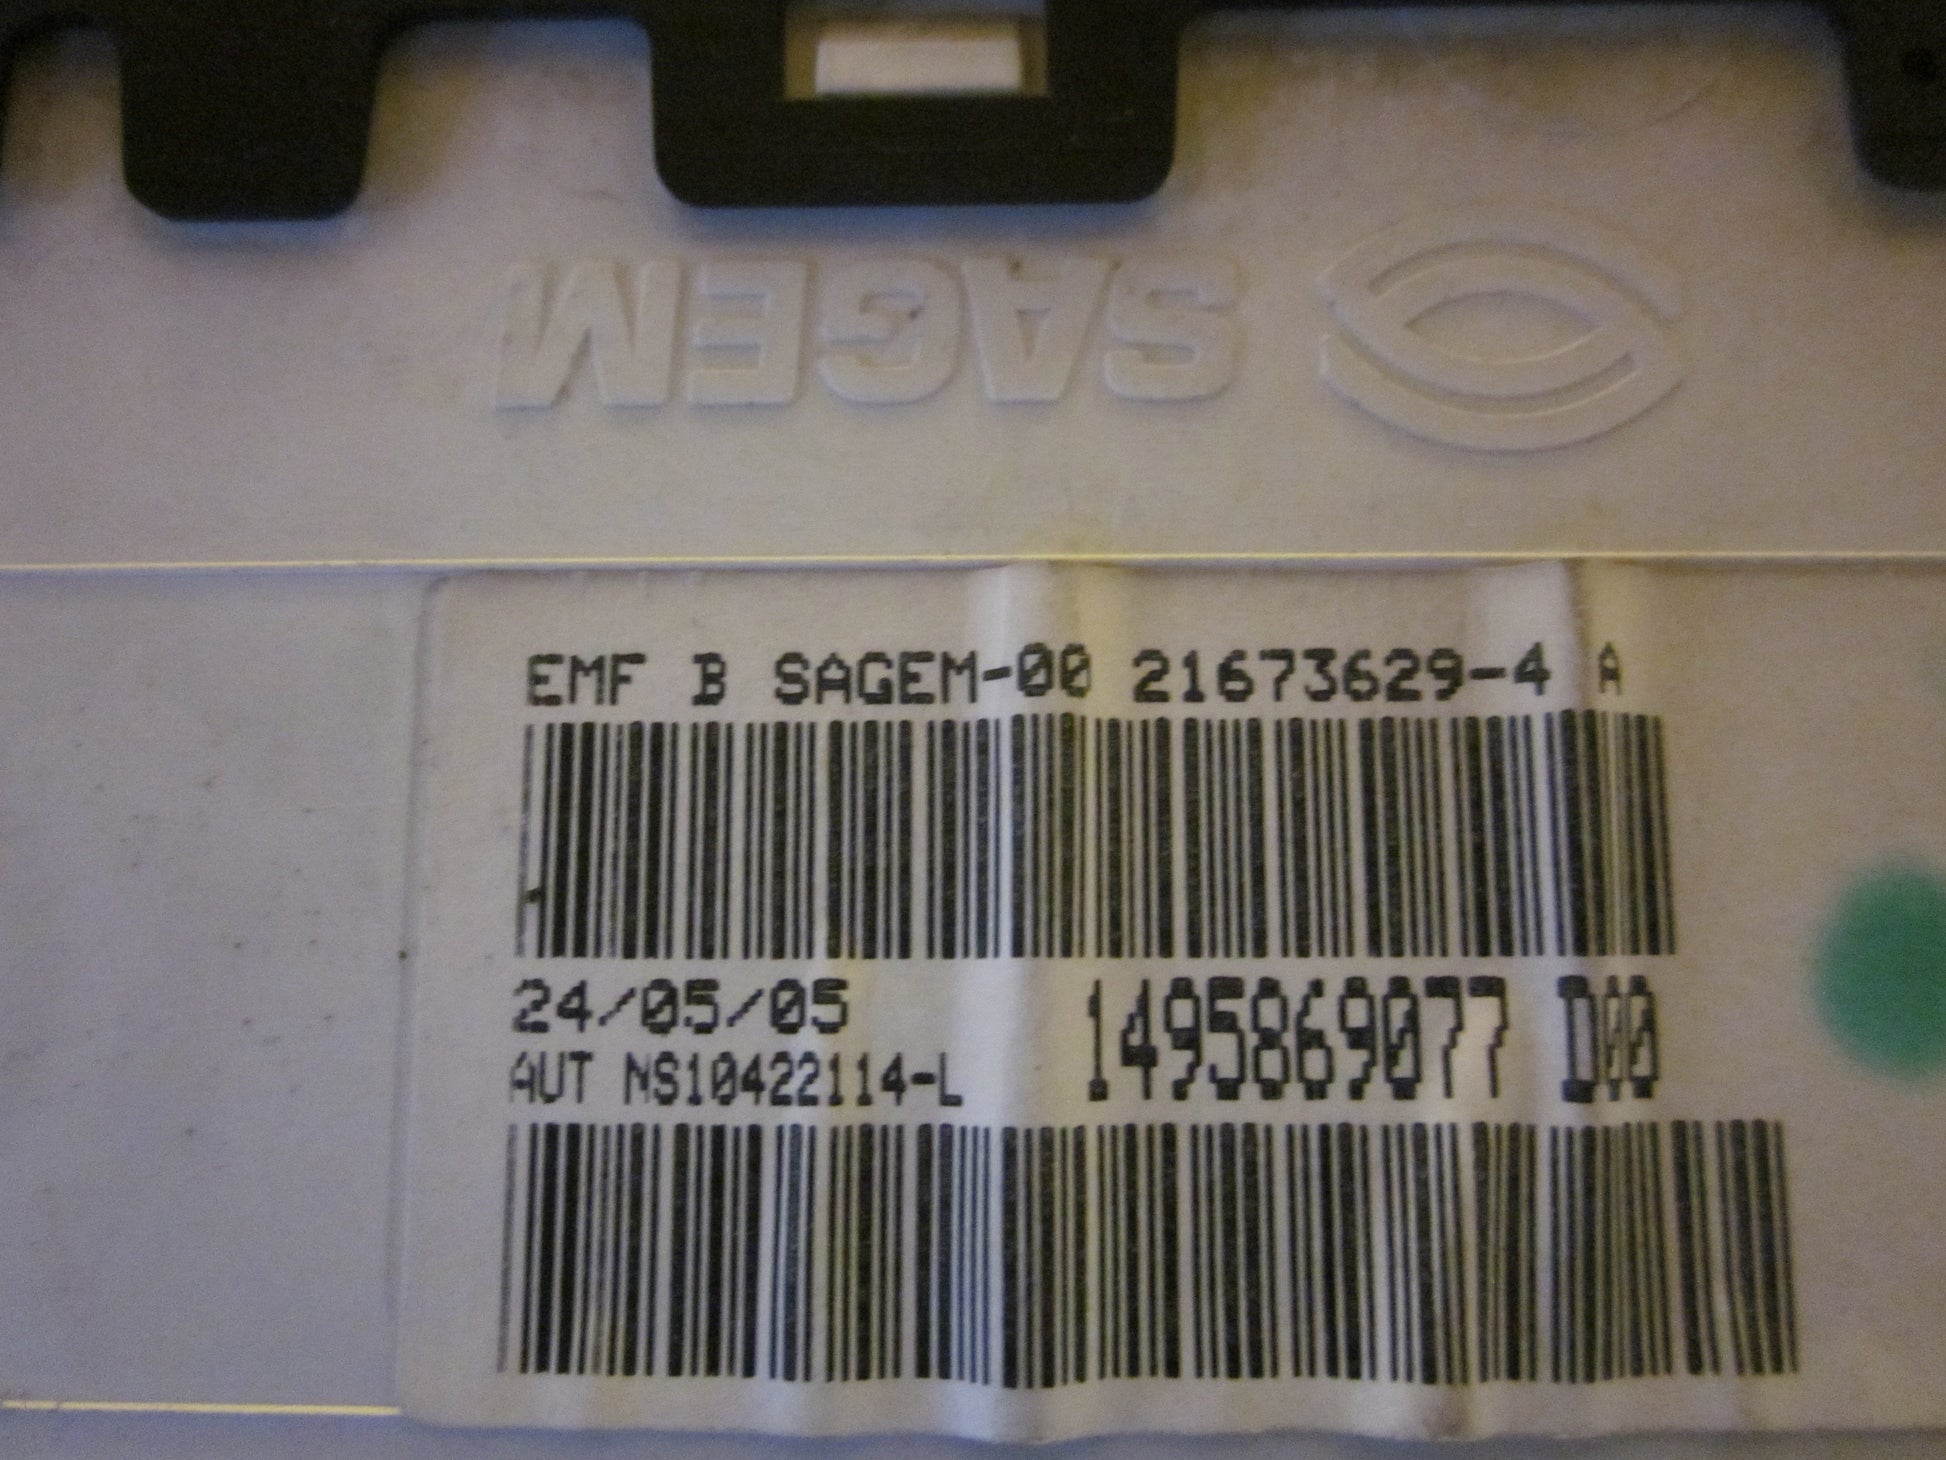 SAGEM
EMF B SAGEM-00 21673629-4 A
24/05/05
AUT NS10422114-L
1495869077 D00